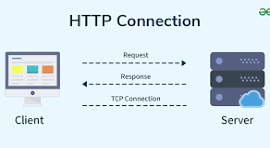 HTTP Connection
Request
Response
TCP Connection
Client
Server